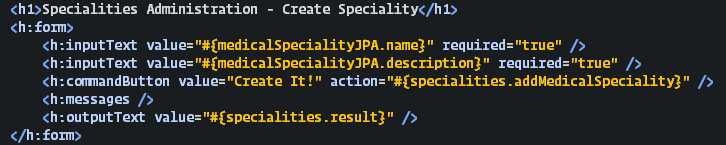 <h1>Specialities Administration - Create Speciality</h1>
<h:form>
<h:inputText value="#{medicalSpecialityJPA.name}" required="true" />
<h:inputText value="#{medicalSpecialityJPA.description}" required="true" />
<h:commandButton value="Create It!" action="#{specialities.addMedicalSpeciality}" />
<h:messages />
<h:outputText value="#{specialities.result}" />
</h:form>